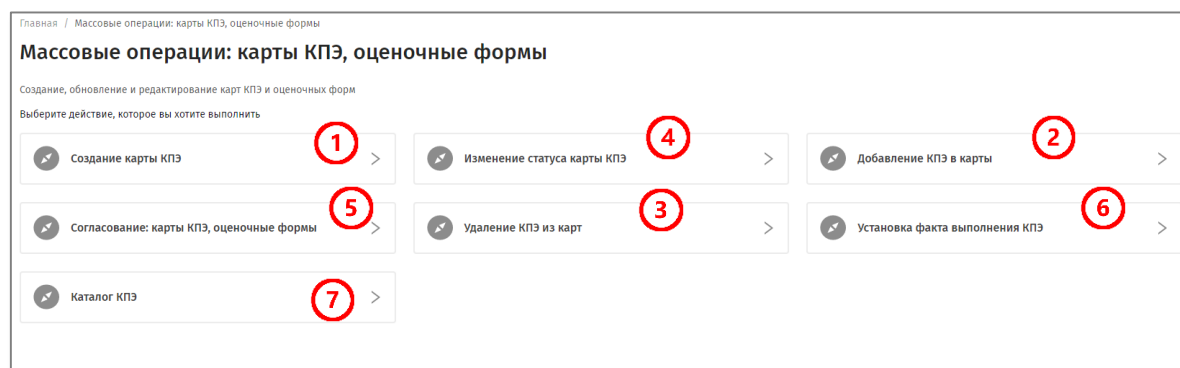 Главная / Массовые операции: карты КПЭ, оценочные формы
Массовые операции: карты КПЭ, оценочные формы
Создание, обновление и редактирование карт КПЭ и оценочных форм
Выберите действие, которое вы хотите выполнить
Создание карты КПЭ 1
Изменение статуса карты КПЭ 4
Добавление КПЭ в карты 2
Согласование: карты КПЭ, оценочные формы 5
Удаление КПЭ из карт 3
Установка факта выполнения КПЭ 6
Каталог КПЭ 7